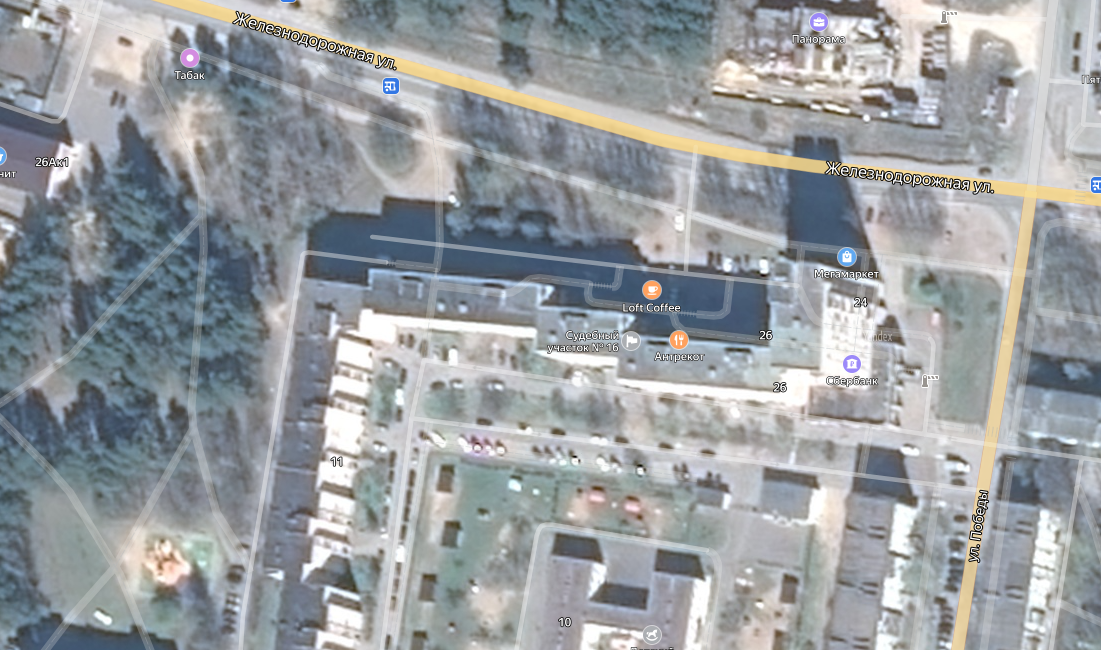 Железнодорожная ул.
Панорама
Табак
26Ак1
нит
Железнодорожная ул.
Мегамаркет
24
Loft Coffee
Судебный
участок № 16
26
Антрекот
Сбербанк
26
11
ул. Победы
10